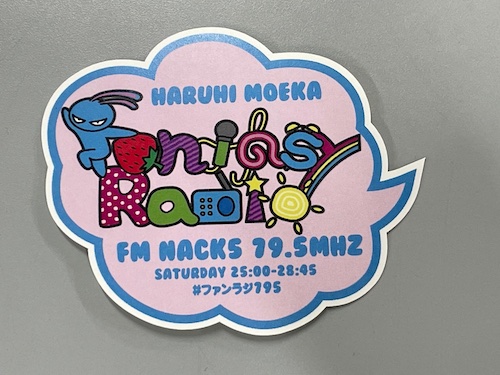 HARUHI MOEKA
Fantasy
Radio
FM NACK5 79.5MHZ
SATURDAY 25:00-28:45
#ファンラジ795